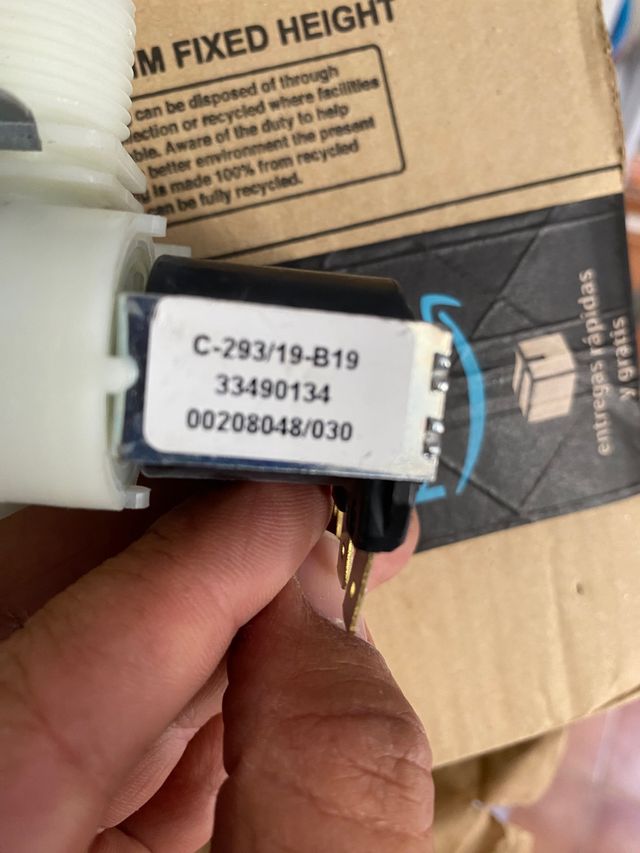 MM FIXED HEIGHT
can be disposed of through
ection or recycled where facilities
ble. Aware of the duty to help
better environment the present
is made 100% from recycled
n be fully recycled.
C-293/19-B19
33490134
00208048/030
entregas rápidas
y gratis